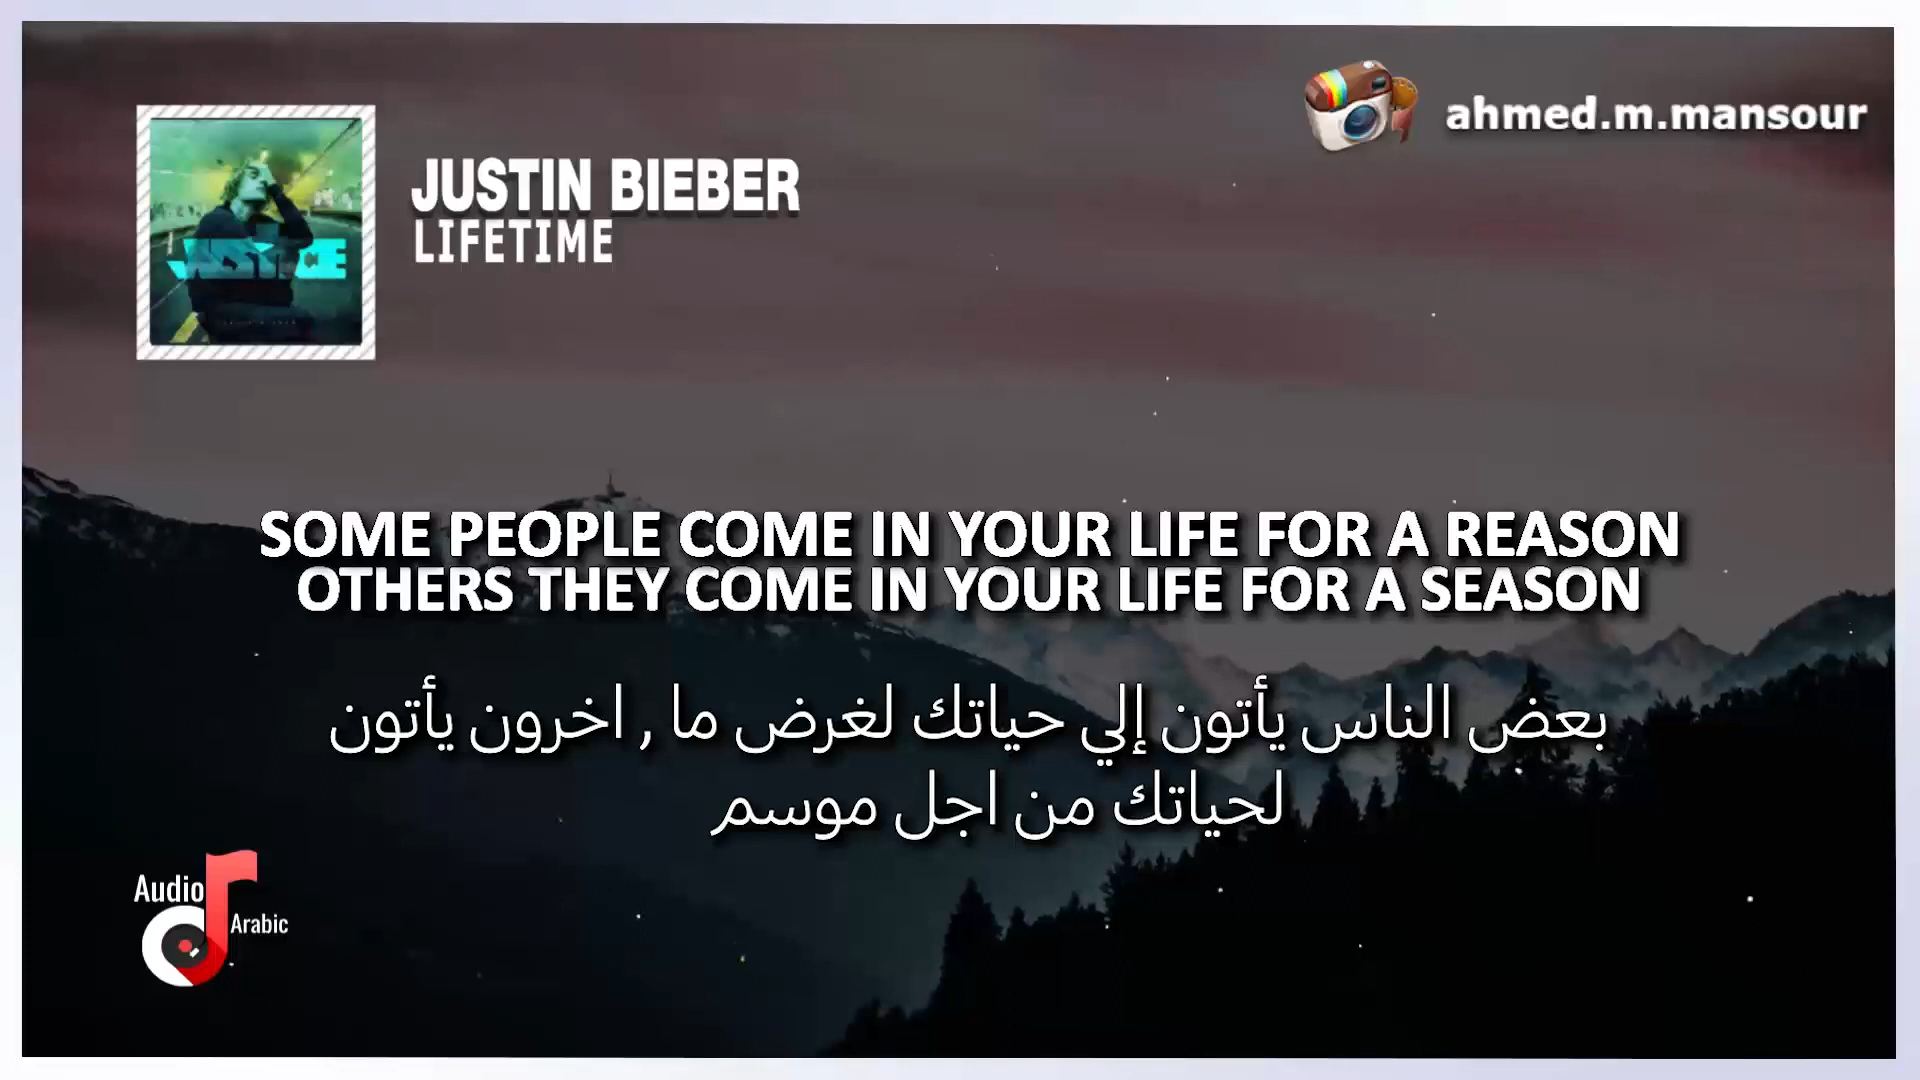 ahmed.m.mansour
JUSTIN BIEBER
LIFETIME
JUSTICE
SOME PEOPLE COME IN YOUR LIFE FOR A REASON
OTHERS THEY COME IN YOUR LIFE FOR A SEASON
بعض الناس يأتون إلي حياتك لغرض ما , اخرون يأتون
لحياتك من اجل موسم
Audio
Arabic